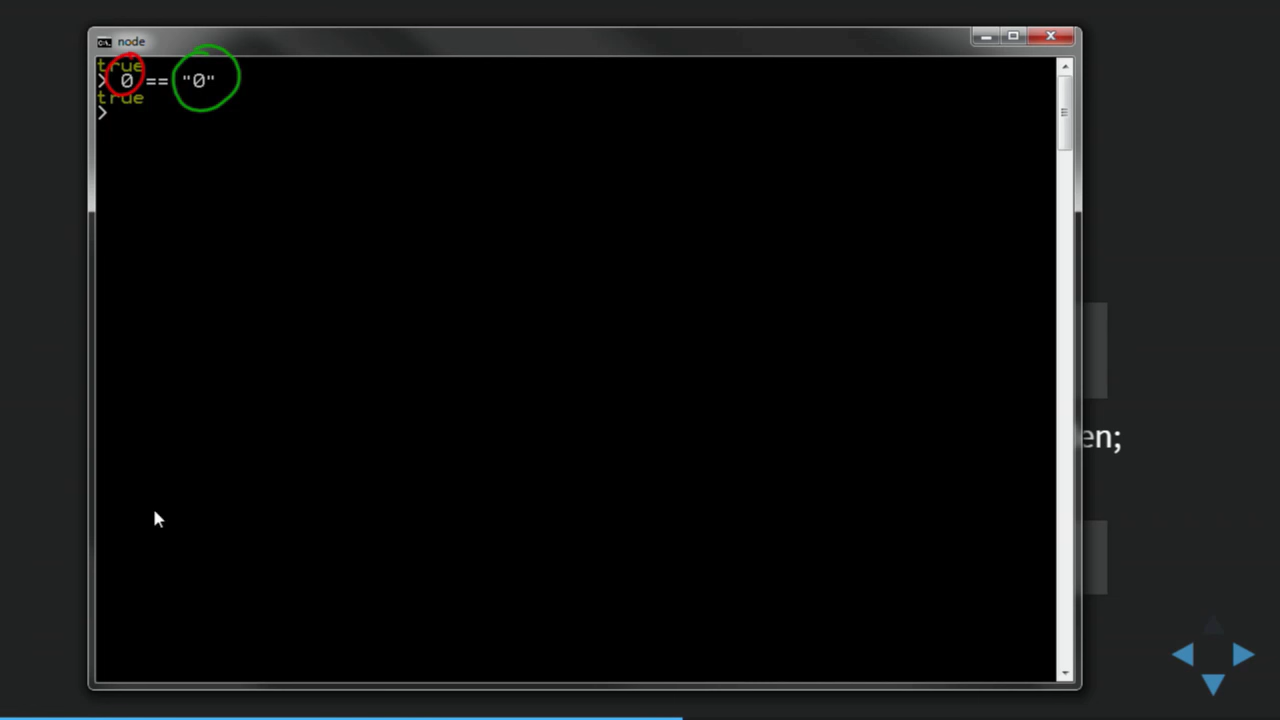 node
true
> 0 == "0"
true
>
en;